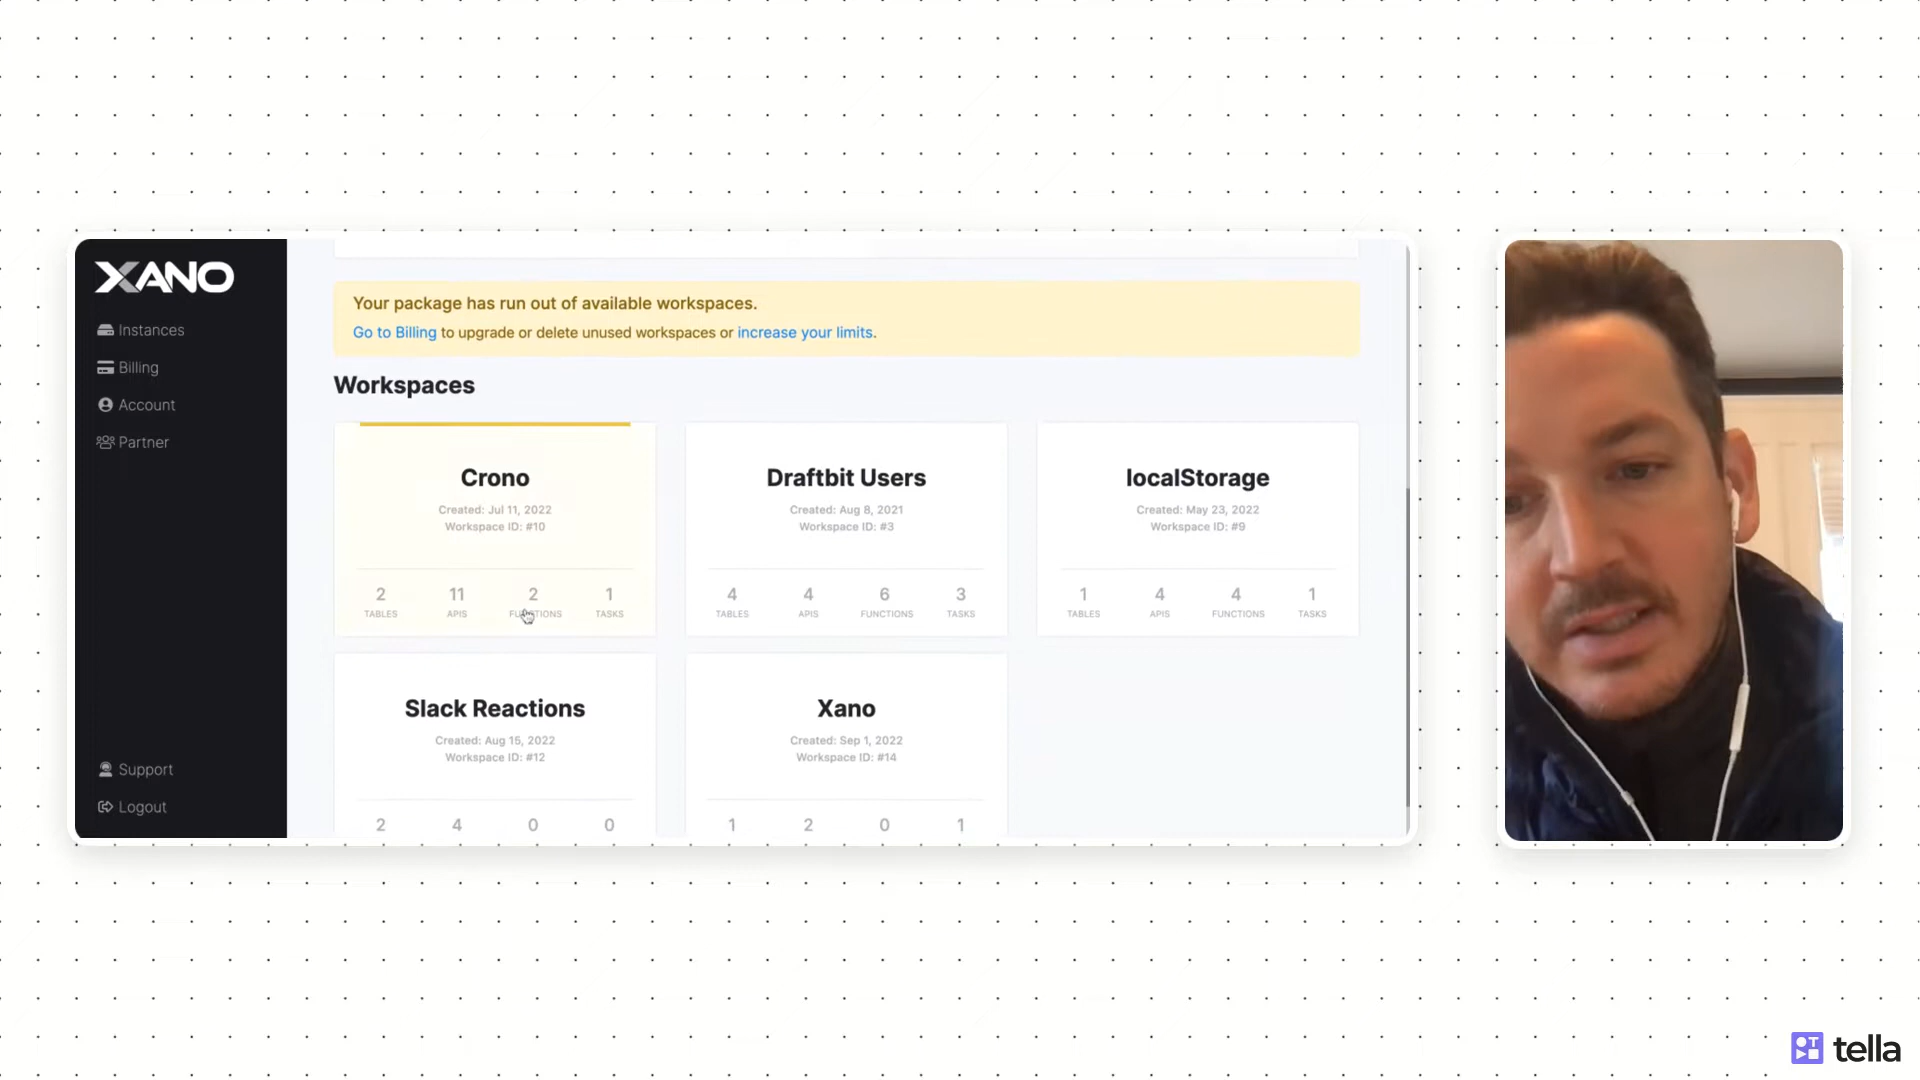 XANO
Instances
Billing
Account
Partner
Support
Logout
Your package has run out of available workspaces.
Go to Billing to upgrade or delete unused workspaces or increase your limits.
Workspaces
Crono
Created: Jul 11, 2022
Workspace ID: #10
2 11 2 1
TABLES APIS FUNCTIONS TASKS
Draftbit Users
Created: Aug 8, 2021
Workspace ID: #3
4 4 6 3
TABLES APIS FUNCTIONS TASKS
localStorage
Created: May 23, 2022
Workspace ID: #9
1 4 4 1
TABLES APIS FUNCTIONS TASKS
Slack Reactions
Created: Aug 15, 2022
Workspace ID: #12
2 4 0 0
Xano
Created: Sep 1, 2022
Workspace ID: #14
1 2 0 1
tella